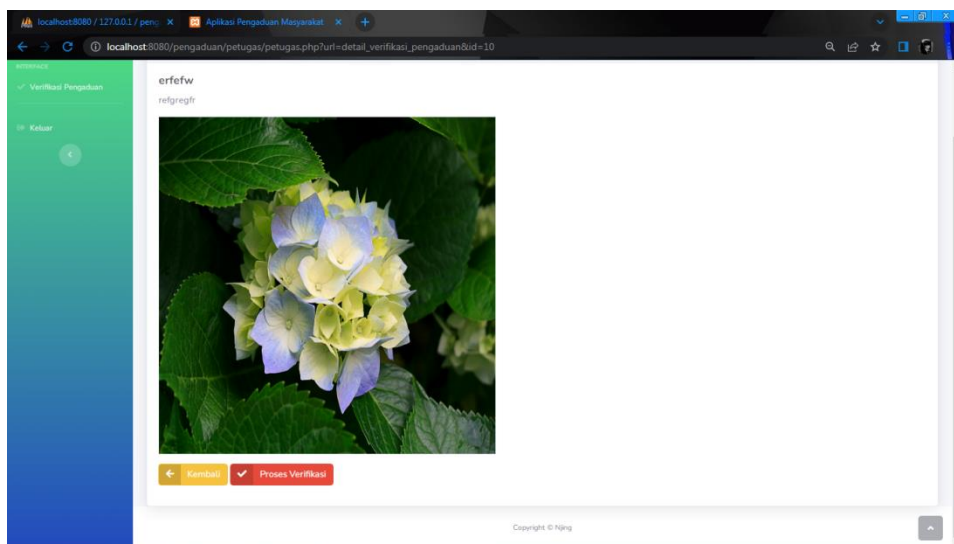 localhost:8080 / 127.0.0.1 / peng
Aplikasi Pengaduan Masyarakat
localhost:8080/pengaduan/petugas/petugas.php?url=detail_verifikasi_pengaduan&id=10
INTERFACE
Verifikasi Pengaduan
Keluar
erfefw
refgregfr
Kembali
Proses Verifikasi
Copyright © Njing